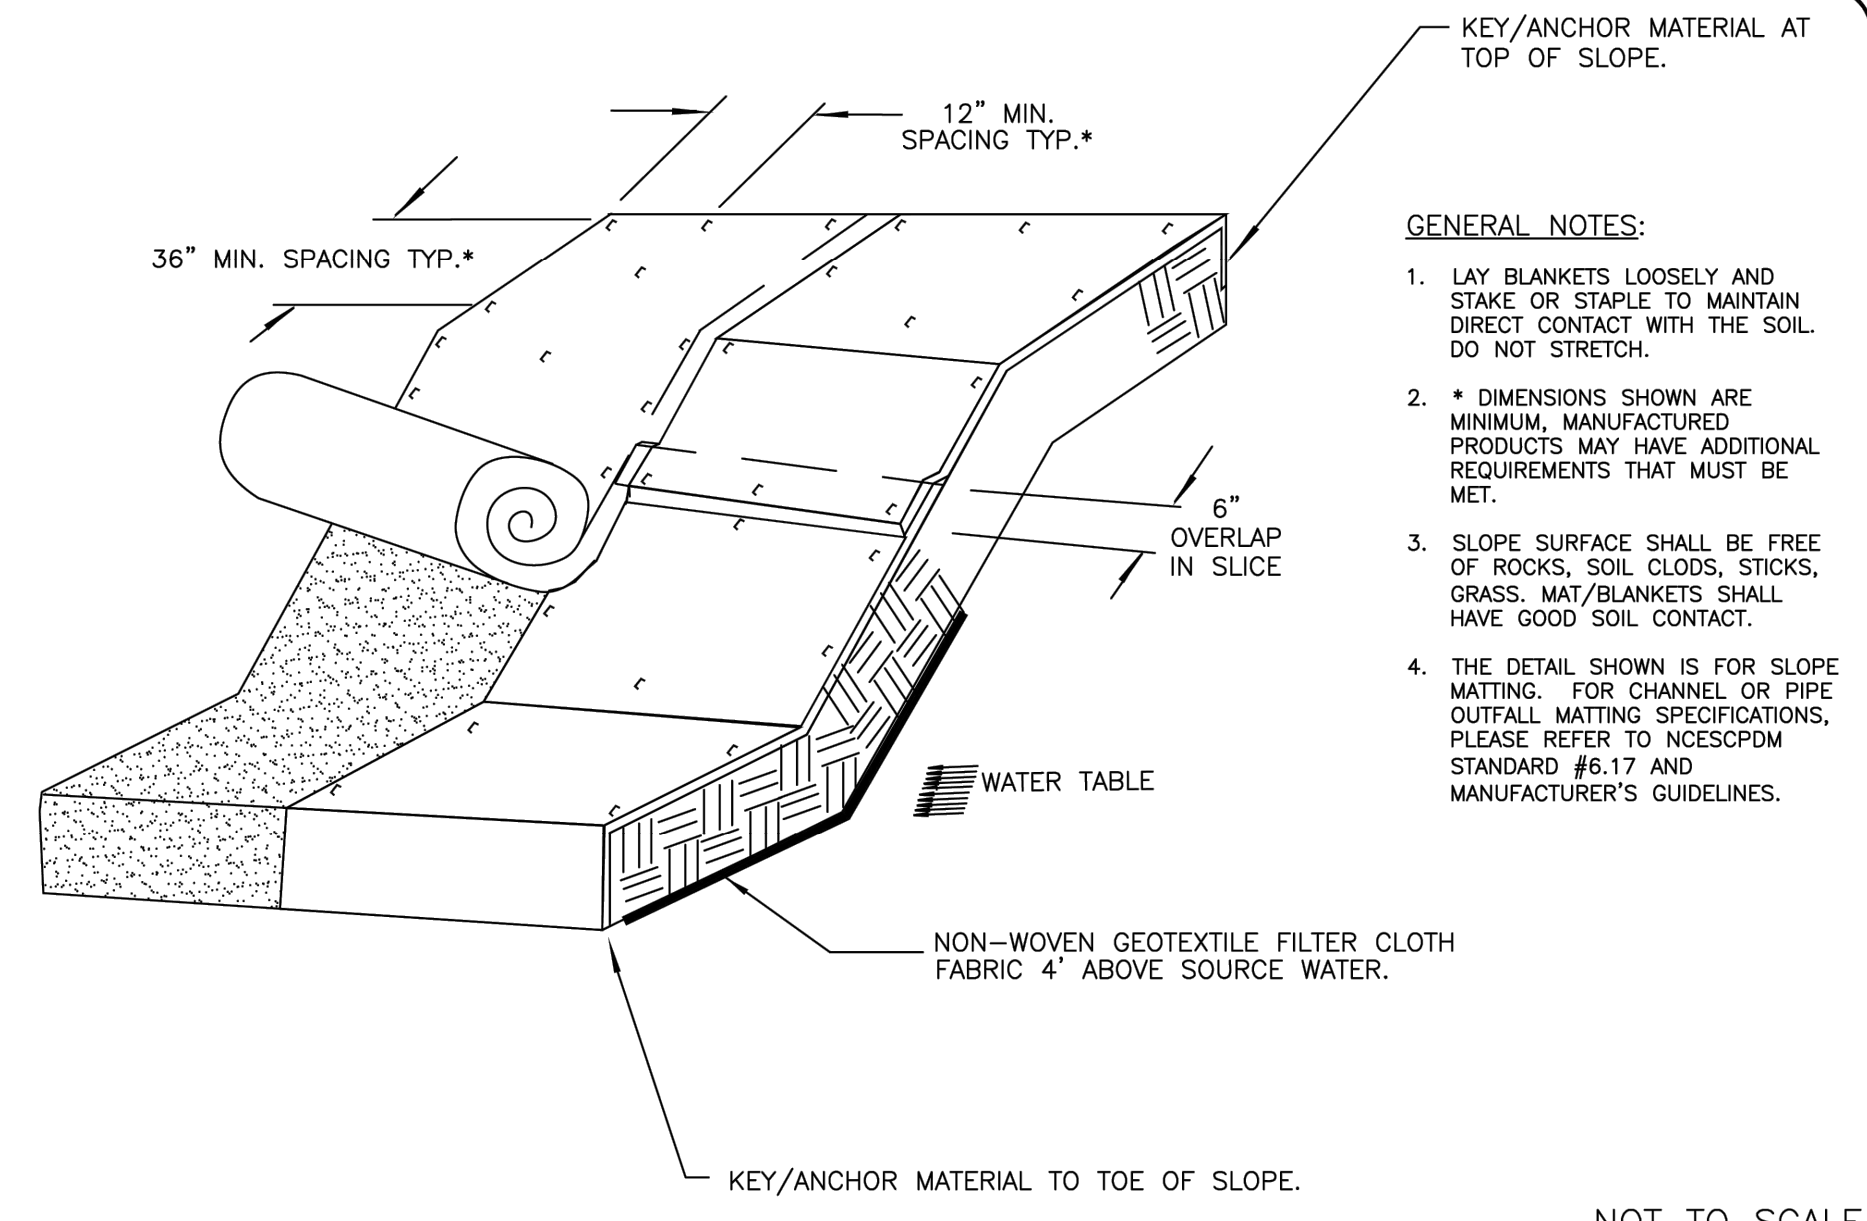 KEY/ANCHOR MATERIAL AT
TOP OF SLOPE.
12” MIN.
SPACING TYP.*
36” MIN. SPACING TYP.*
6”
OVERLAP
IN SLICE
WATER TABLE
NON-WOVEN GEOTEXTILE FILTER CLOTH
FABRIC 4’ ABOVE SOURCE WATER.
KEY/ANCHOR MATERIAL TO TOE OF SLOPE.
GENERAL NOTES:
1. LAY BLANKETS LOOSELY AND
STAKE OR STAPLE TO MAINTAIN
DIRECT CONTACT WITH THE SOIL.
DO NOT STRETCH.
2. * DIMENSIONS SHOWN ARE
MINIMUM, MANUFACTURED
PRODUCTS MAY HAVE ADDITIONAL
REQUIREMENTS THAT MUST BE
MET.
3. SLOPE SURFACE SHALL BE FREE
OF ROCKS, SOIL CLODS, STICKS,
GRASS. MAT/BLANKETS SHALL
HAVE GOOD SOIL CONTACT.
4. THE DETAIL SHOWN IS FOR SLOPE
MATTING. FOR CHANNEL OR PIPE
OUTFALL MATTING SPECIFICATIONS,
PLEASE REFER TO NCESCPDM
STANDARD #6.17 AND
MANUFACTURER’S GUIDELINES.
NOT TO SCALE